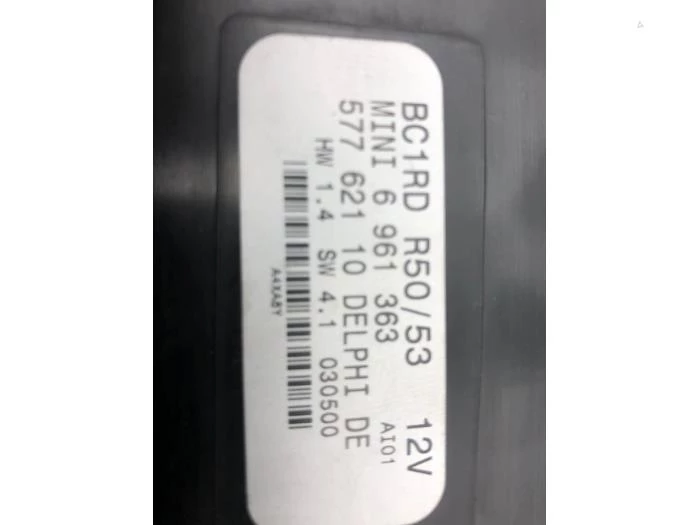 BC1RD R50/53 12V
MINI 6 961 363 AI01
577 621 10 DELPHI DE
HW 1.4 SW 4.1 030500
A4XA8Y